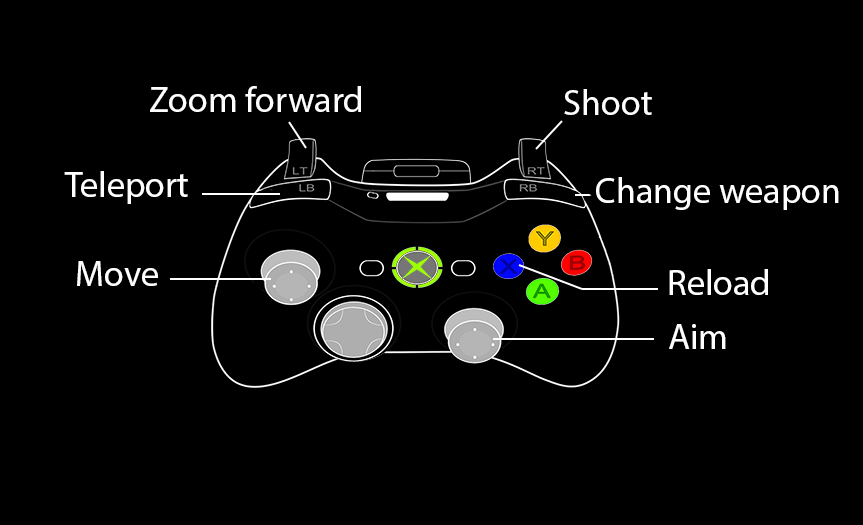 Zoom forward
Shoot
LT
RT
Teleport
LB
RB
Change weapon
Y
Move
X
B
Reload
A
Aim